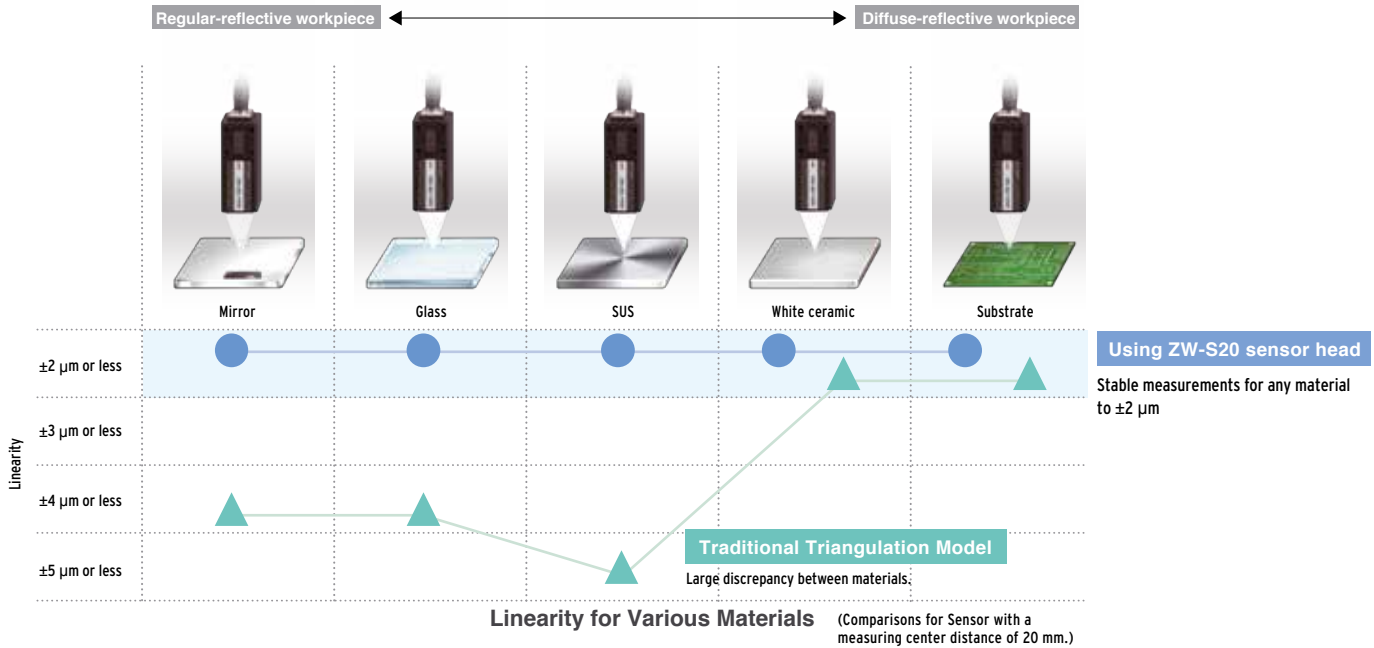 Regular-reflective workpiece
Diffuse-reflective workpiece
Mirror
Glass
SUS
White ceramic
Substrate
Linearity
±2 µm or less
±3 µm or less
±4 µm or less
±5 µm or less
Using ZW-S20 sensor head
Stable measurements for any material
to ±2 µm
Traditional Triangulation Model
Large discrepancy between materials.
Linearity for Various Materials
(Comparisons for Sensor with a
measuring center distance of 20 mm.)